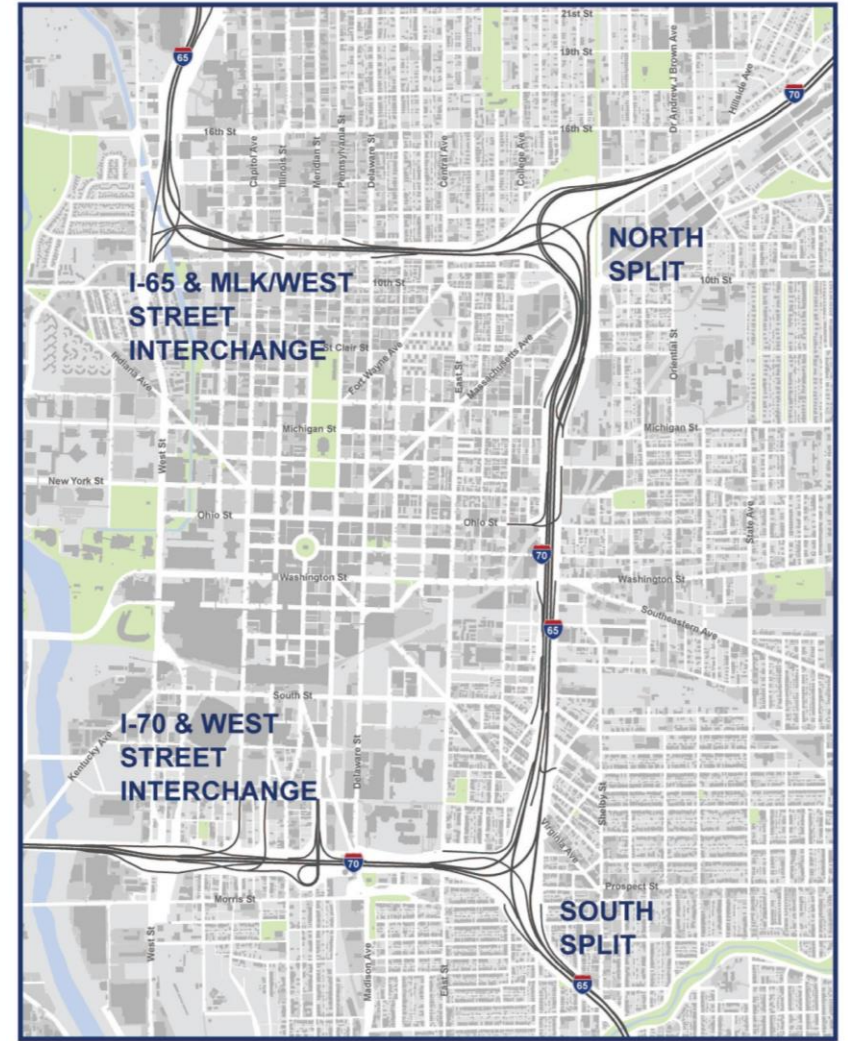 21st St
19th St
Dr Andrew J Brown Ave
Hillside Ave
65
70
16th St
16th St
Capitol Ave
Illinois St
Meridian St
Pennsylvania St
Delaware St
Central Ave
College Ave
NORTH
SPLIT
I-65 & MLK/WEST
STREET
INTERCHANGE
10th St
10th St
St Clair St
Fort Wayne Ave
Indiana Ave
East St
Massachusetts Ave
Oriental St
Michigan St
Michigan St
West St
New York St
Ohio St
Ohio St
State Ave
70
Washington St
Washington St
65
Southeastern Ave
South St
I-70 & WEST
STREET
INTERCHANGE
Kentucky Ave
Delaware St
Shelby St
Virginia Ave
70
Prospect St
Morris St
SOUTH
SPLIT
West St
Madison Ave
East St
65